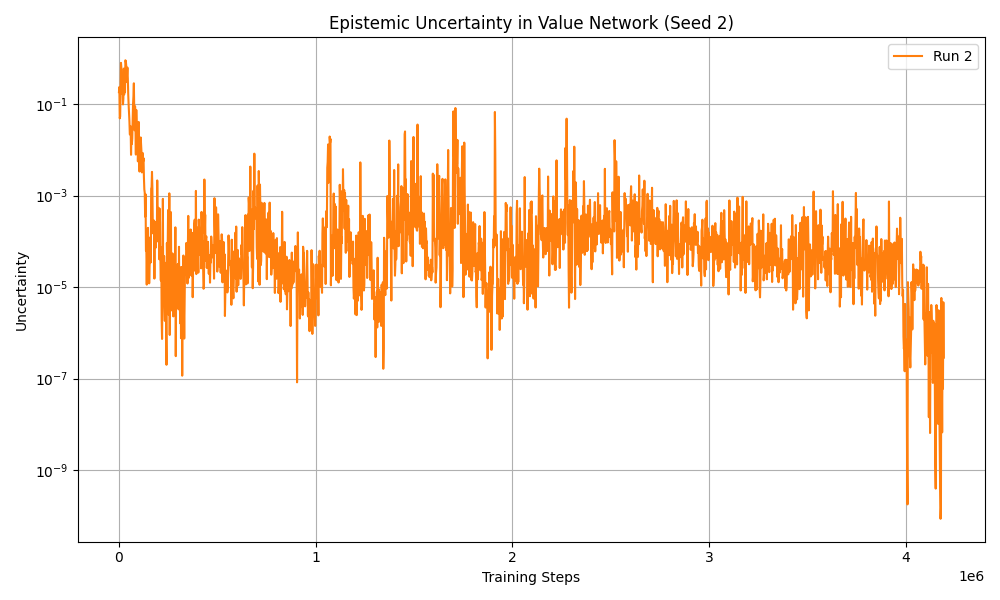 Epistemic Uncertainty in Value Network (Seed 2)
Run 2
Uncertainty
10⁻¹
10⁻³
10⁻⁵
10⁻⁷
10⁻⁹
0 1 2 3 4
1e6
Training Steps